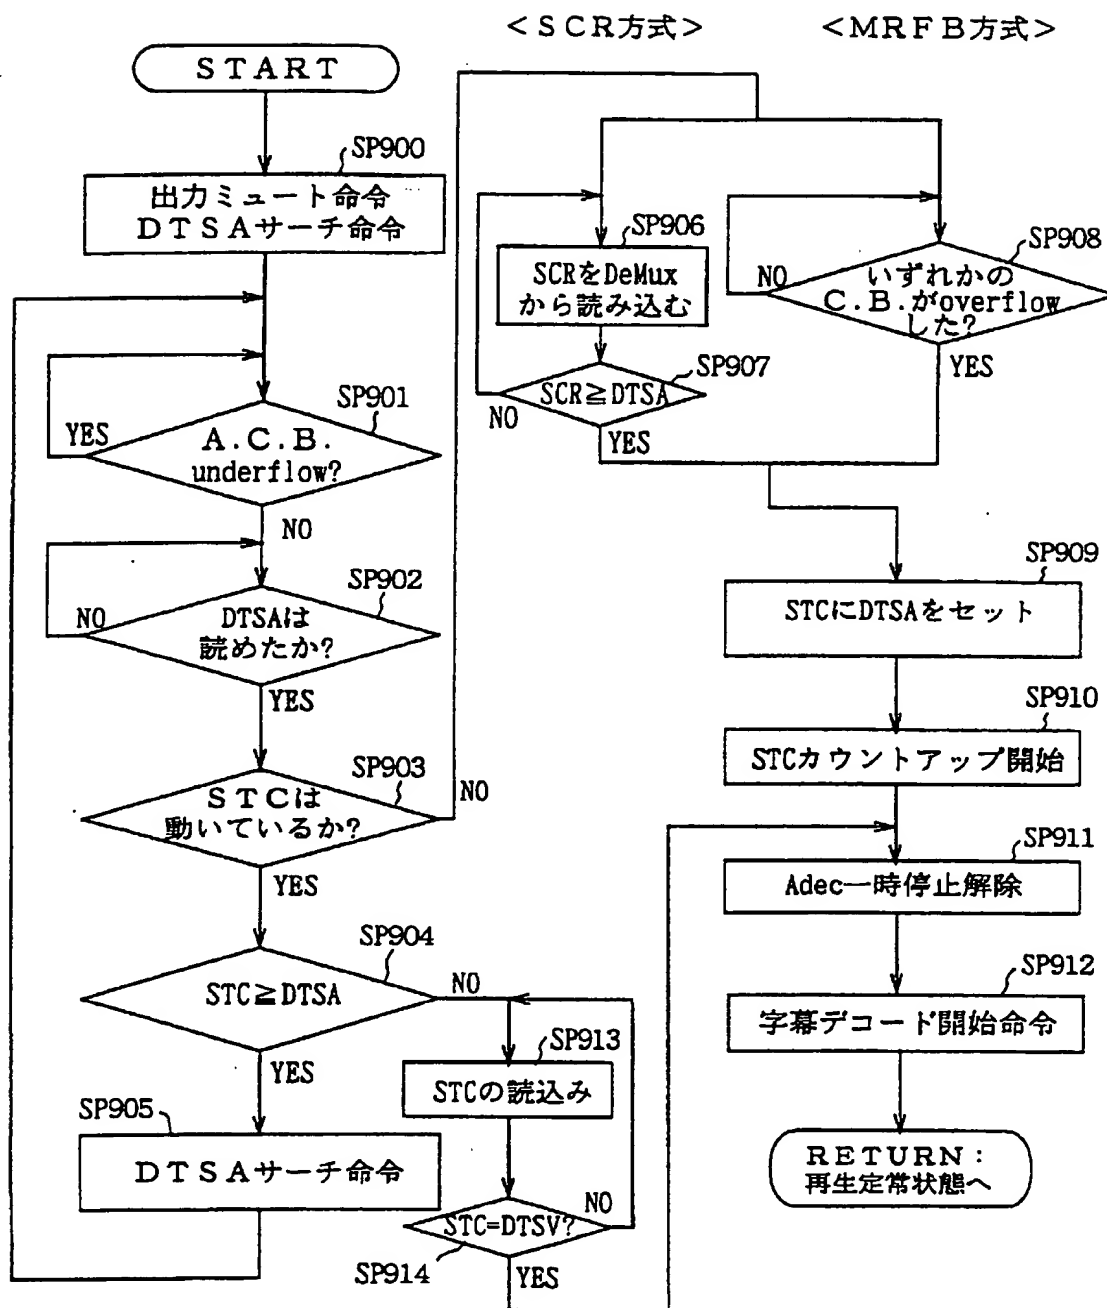 ＜ＳＣＲ方式＞
＜ＭＲＦＢ方式＞
ＳＴＡＲＴ
SP900
出力ミュート命令
ＤＴＳＡサーチ命令
SP901
Ａ.Ｃ.Ｂ.
underflow?
YES
NO
SP902
DTSAは
読めたか?
NO
YES
SP903
ＳＴＣは
動いているか?
NO
YES
SP904
STC≧DTSA
NO
YES
SP905
ＤＴＳＡサーチ命令
SP913
STCの読込み
SP914
STC=DTSV?
NO
YES
SP906
SCRをDeMux
から読み込む
SP907
SCR≧DTSA
NO
YES
SP908
いずれかの
Ｃ.Ｂ.がoverflow
した?
NO
YES
SP909
STCにDTSAをセット
SP910
STCカウントアップ開始
SP911
Adec一時停止解除
SP912
字幕デコード開始命令
ＲＥＴＵＲＮ：
再生定常状態へ